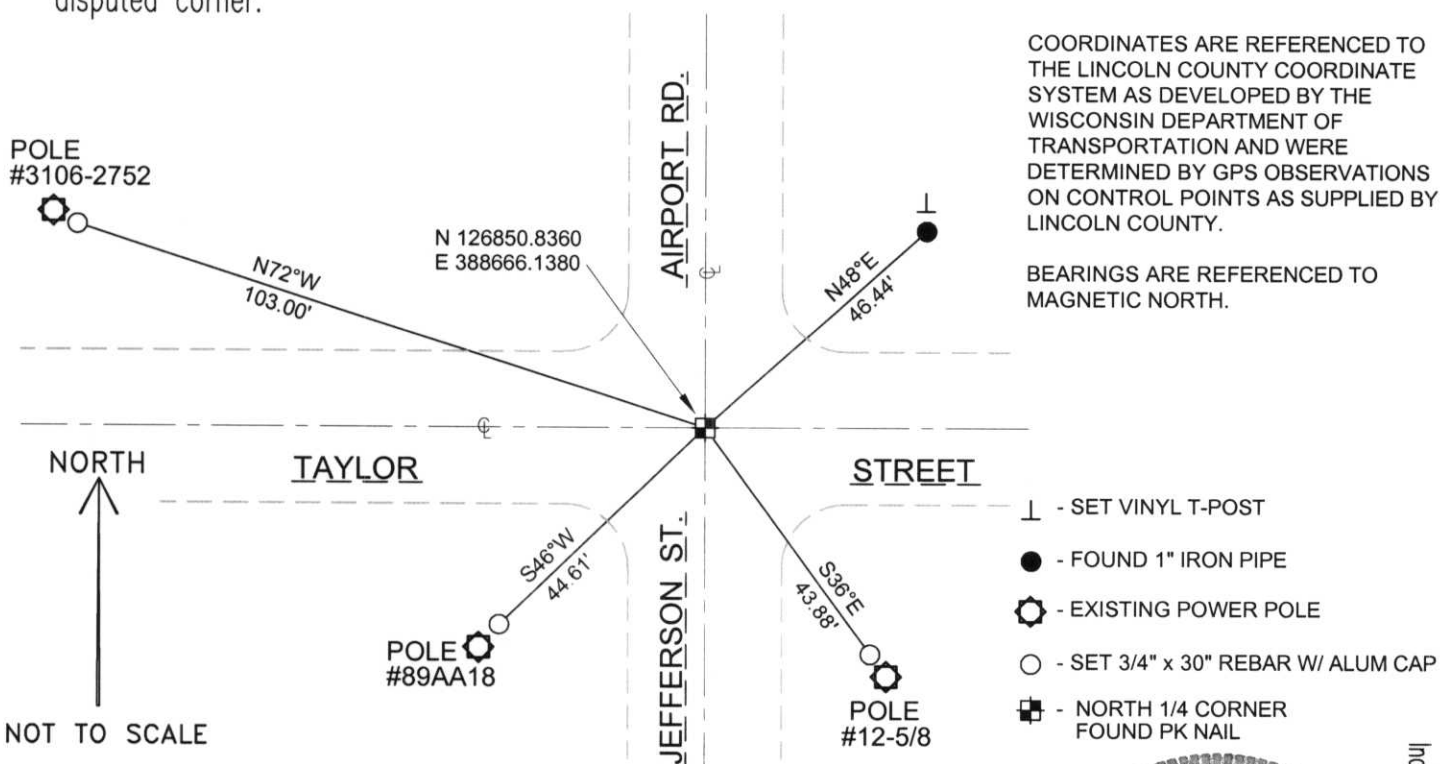 disputed corner.
COORDINATES ARE REFERENCED TO
THE LINCOLN COUNTY COORDINATE
SYSTEM AS DEVELOPED BY THE
WISCONSIN DEPARTMENT OF
TRANSPORTATION AND WERE
DETERMINED BY GPS OBSERVATIONS
ON CONTROL POINTS AS SUPPLIED BY
LINCOLN COUNTY.
BEARINGS ARE REFERENCED TO
MAGNETIC NORTH.
POLE
#3106-2752
N 126850.8360
E 388666.1380
AIRPORT RD.
N72°W
103.00'
N48°E
46.44'
NORTH
TAYLOR
STREET
S46°W
44.61'
S36°E
43.88'
JEFFERSON ST.
POLE
#89AA18
POLE
#12-5/8
NOT TO SCALE
- SET VINYL T-POST
- FOUND 1" IRON PIPE
- EXISTING POWER POLE
- SET 3/4" x 30" REBAR W/ ALUM CAP
- NORTH 1/4 CORNER
FOUND PK NAIL